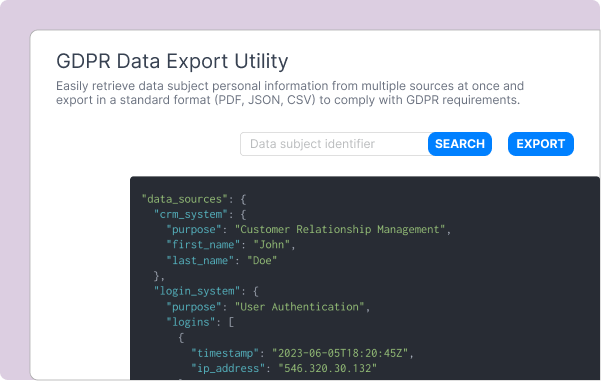 GDPR Data Export Utility
Easily retrieve data subject personal information from multiple sources at once and
export in a standard format (PDF, JSON, CSV) to comply with GDPR requirements.
Data subject identifier SEARCH EXPORT
"data_sources": {
"crm_system": {
"purpose": "Customer Relationship Management",
"first_name": "John",
"last_name": "Doe"
},
"login_system": {
"purpose": "User Authentication",
"logins": [
{
"timestamp": "2023-06-05T18:20:45Z",
"ip_address": "546.320.30.132"